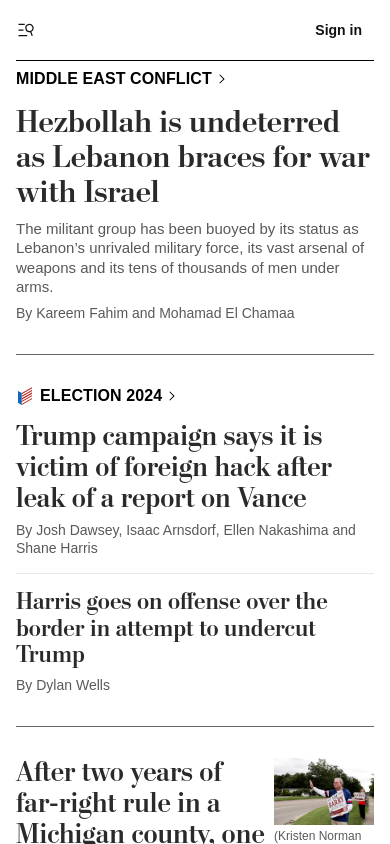 Sign in
MIDDLE EAST CONFLICT
Hezbollah is undeterred
as Lebanon braces for war
with Israel
The militant group has been buoyed by its status as
Lebanon’s unrivaled military force, its vast arsenal of
weapons and its tens of thousands of men under
arms.
By Kareem Fahim and Mohamad El Chamaa
ELECTION 2024
Trump campaign says it is
victim of foreign hack after
leak of a report on Vance
By Josh Dawsey, Isaac Arnsdorf, Ellen Nakashima and
Shane Harris
Harris goes on offense over the
border in attempt to undercut
Trump
By Dylan Wells
After two years of
far-right rule in a
Michigan county, one
(Kristen Norman